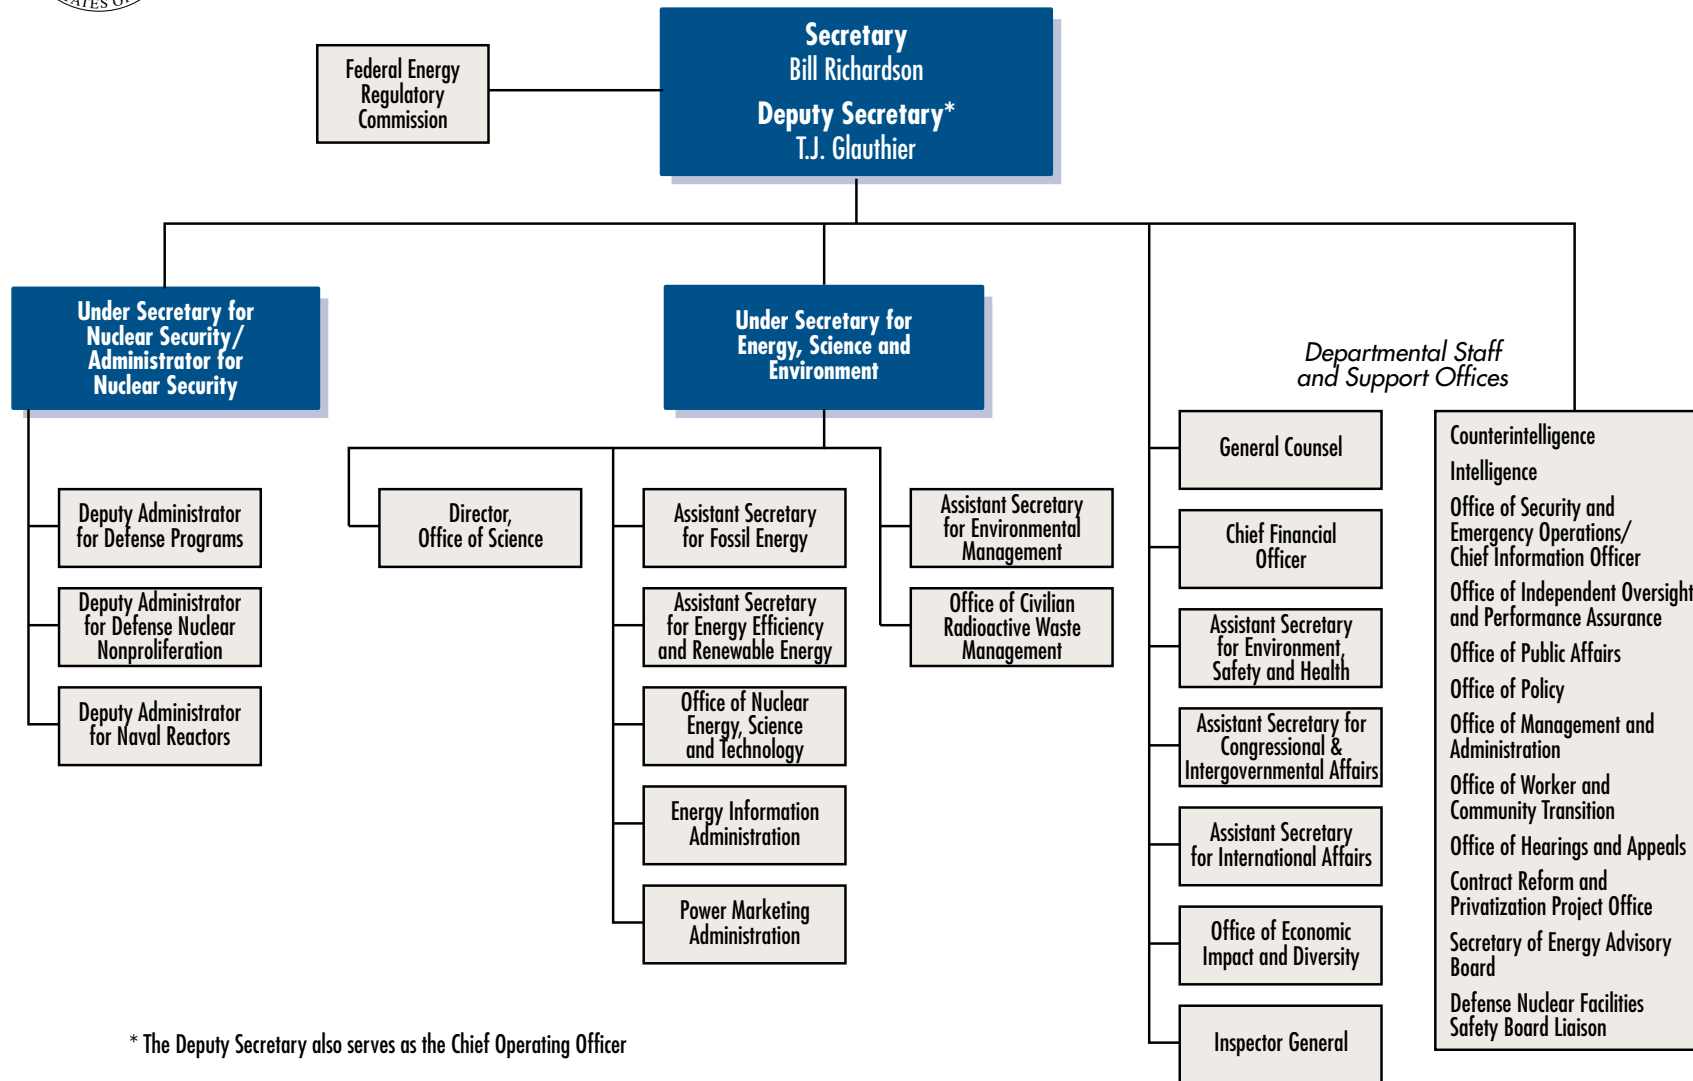 TATES OF
Secretary
Bill Richardson
Deputy Secretary*
T.J. Glauthier
Federal Energy
Regulatory
Commission
Under Secretary for
Nuclear Security/
Administrator for
Nuclear Security
Under Secretary for
Energy, Science and
Environment
Departmental Staff
and Support Offices
Deputy Administrator
for Defense Programs
Deputy Administrator
for Defense Nuclear
Nonproliferation
Deputy Administrator
for Naval Reactors
Director,
Office of Science
Assistant Secretary
for Fossil Energy
Assistant Secretary
for Energy Efficiency
and Renewable Energy
Office of Nuclear
Energy, Science
and Technology
Energy Information
Administration
Power Marketing
Administration
Assistant Secretary
for Environmental
Management
Office of Civilian
Radioactive Waste
Management
General Counsel
Chief Financial
Officer
Assistant Secretary
for Environment,
Safety and Health
Assistant Secretary for
Congressional &
Intergovernmental Affairs
Assistant Secretary
for International Affairs
Office of Economic
Impact and Diversity
Inspector General
Counterintelligence
Intelligence
Office of Security and
Emergency Operations/
Chief Information Officer
Office of Independent Oversight
and Performance Assurance
Office of Public Affairs
Office of Policy
Office of Management and
Administration
Office of Worker and
Community Transition
Office of Hearings and Appeals
Contract Reform and
Privatization Project Office
Secretary of Energy Advisory
Board
Defense Nuclear Facilities
Safety Board Liaison
* The Deputy Secretary also serves as the Chief Operating Officer